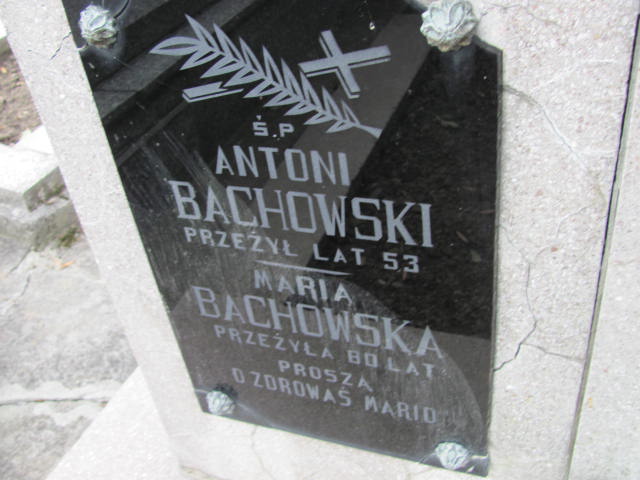 Ś.P
ANTONI
BACHOWSKI
PRZEŻYŁ LAT 53
MARIA
BACHOWSKA
PRZEŻYŁA 80 LAT
PROSZĄ
O ZDROWAŚ MARIO